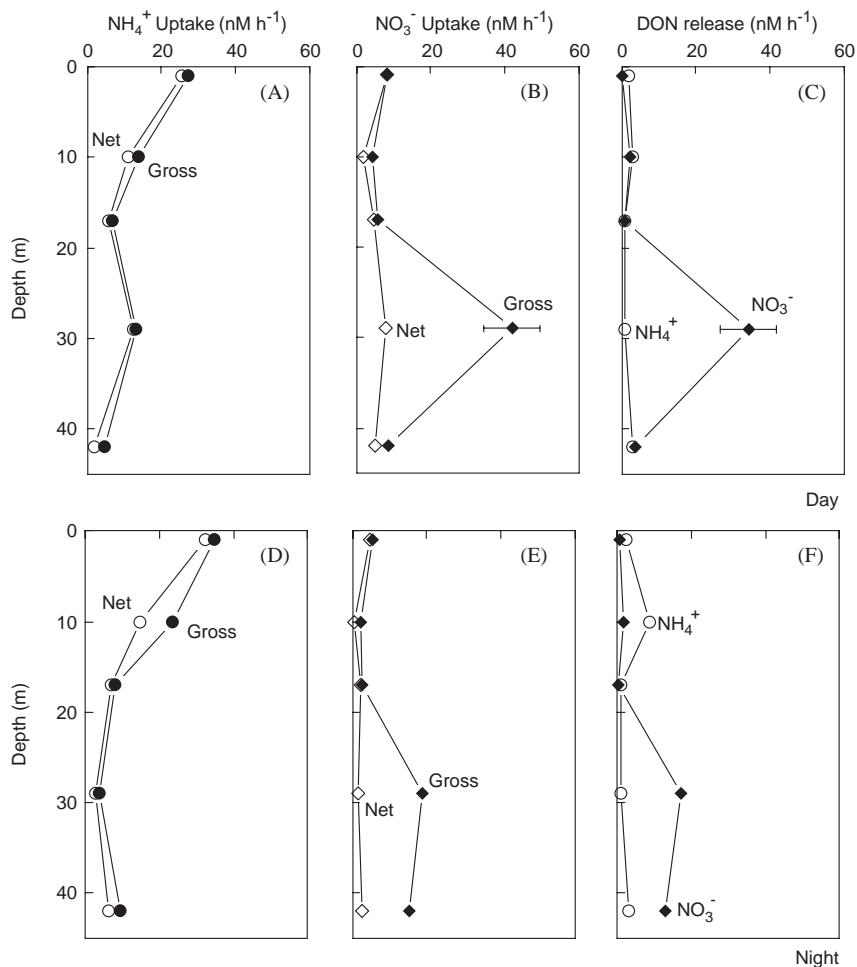 NH₄⁺ Uptake (nM h⁻¹) NO₃⁻ Uptake (nM h⁻¹) DON release (nM h⁻¹)
0 20 40 60 0 20 40 60 0 20 40 60
0
(A) (B) (C)
Net
10
Gross
Depth (m)
20
Gross NO₃⁻
30
Net NH₄⁺
40
Day
0
(D) (E) (F)
Net
10
NH₄⁺
Gross
Depth (m)
20
Gross
30
Net
40
NO₃⁻
Night